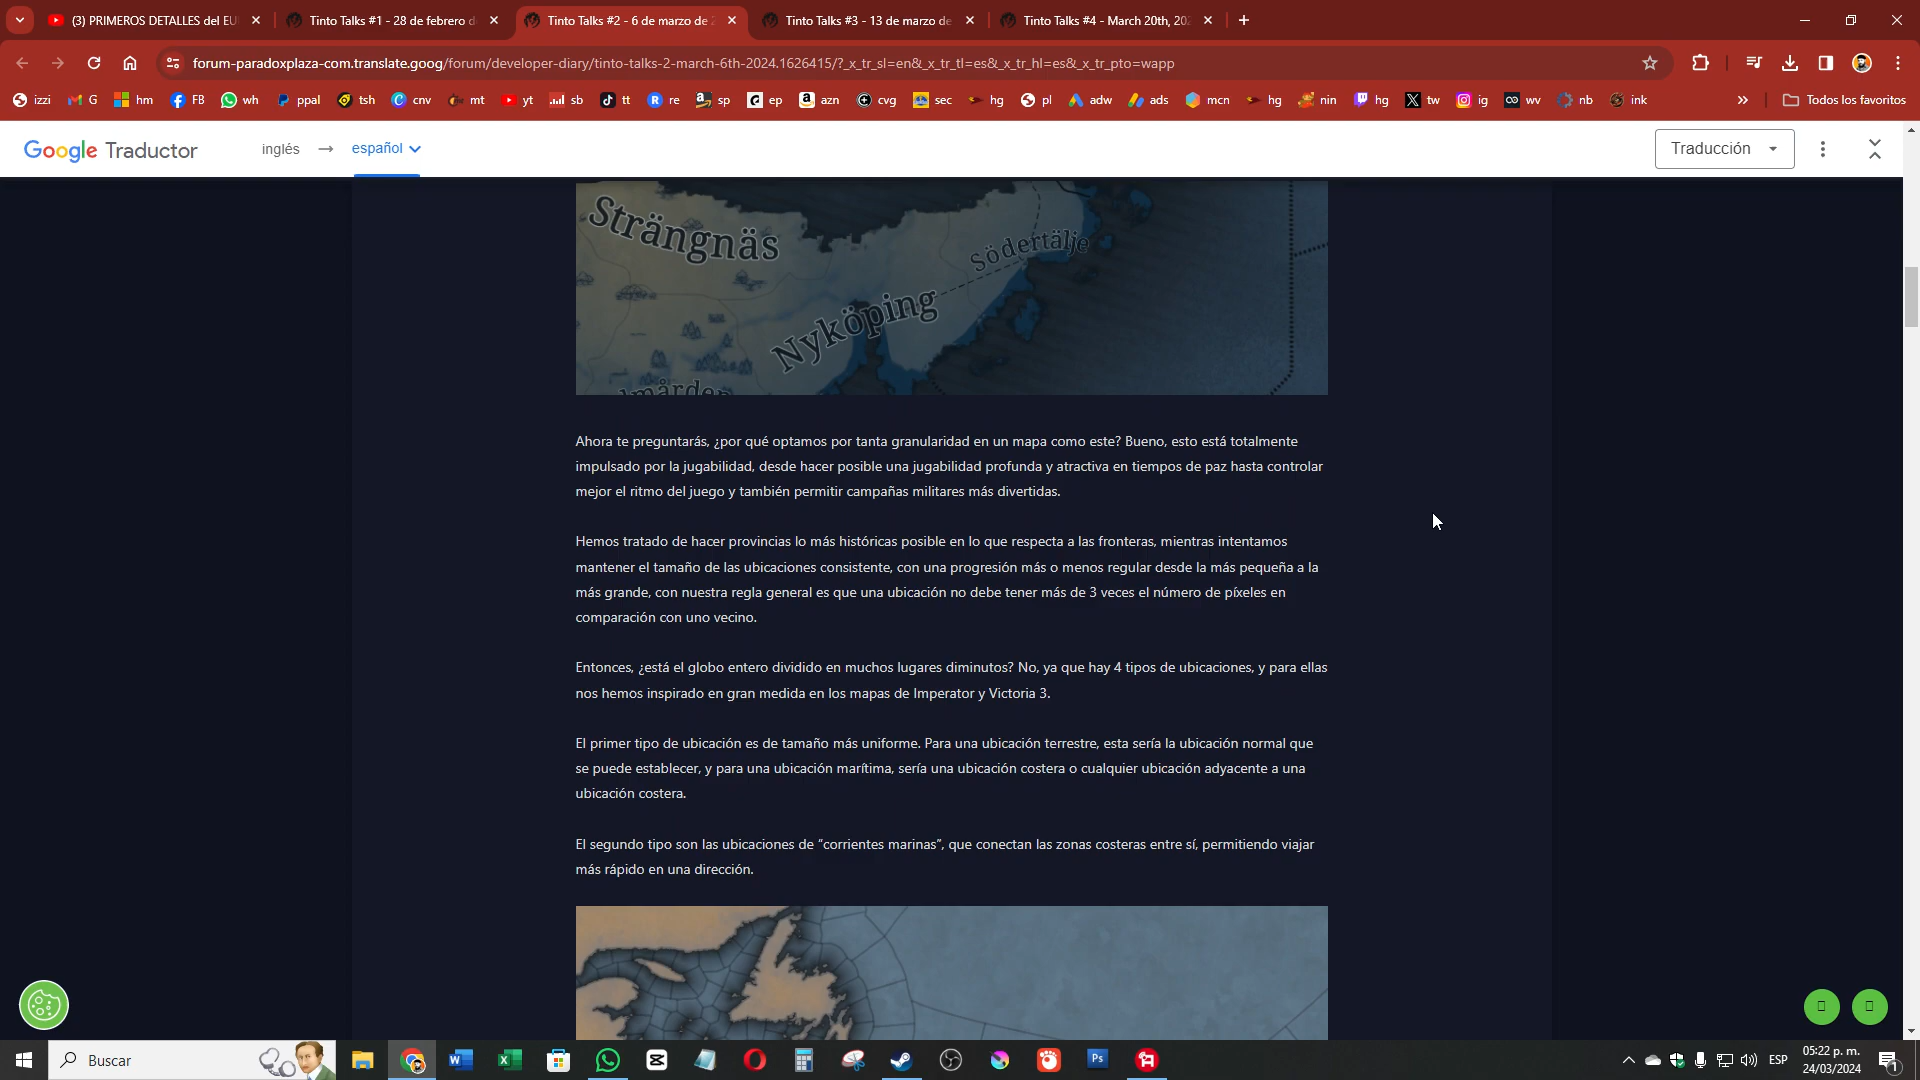 (3) PRIMEROS DETALLES del EU
Tinto Talks #1 - 28 de febrero d
Tinto Talks #2 - 6 de marzo de 2
Tinto Talks #3 - 13 de marzo de
Tinto Talks #4 - March 20th, 202
forum-paradoxplaza-com.translate.goog/forum/developer-diary/tinto-talks-2-march-6th-2024.1626415/?_x_tr_sl=en&_x_tr_tl=es&_x_tr_hl=es&_x_tr_pto=wapp
izzi G hm FB wh ppal tsh cnv mt yt sb tt re sp ep azn cvg sec hg pl adw ads mcn hg nin hg tw ig wv nb ink » Todos los favoritos
Google Traductor inglés → español Traducción
Strängnäs
Södertälje
Nyköping
Ahora te preguntarás, ¿por qué optamos por tanta granularidad en un mapa como este? Bueno, esto está totalmente
impulsado por la jugabilidad, desde hacer posible una jugabilidad profunda y atractiva en tiempos de paz hasta controlar
mejor el ritmo del juego y también permitir campañas militares más divertidas.
Hemos tratado de hacer provincias lo más históricas posible en lo que respecta a las fronteras, mientras intentamos
mantener el tamaño de las ubicaciones consistente, con una progresión más o menos regular desde la más pequeña a la
más grande, con nuestra regla general es que una ubicación no debe tener más de 3 veces el número de píxeles en
comparación con uno vecino.
Entonces, ¿está el globo entero dividido en muchos lugares diminutos? No, ya que hay 4 tipos de ubicaciones, y para ellas
nos hemos inspirado en gran medida en los mapas de Imperator y Victoria 3.
El primer tipo de ubicación es de tamaño más uniforme. Para una ubicación terrestre, esta sería la ubicación normal que
se puede establecer, y para una ubicación marítima, sería una ubicación costera o cualquier ubicación adyacente a una
ubicación costera.
El segundo tipo son las ubicaciones de “corrientes marinas”, que conectan las zonas costeras entre sí, permitiendo viajar
más rápido en una dirección.
Buscar
Ps
ESP
05:22 p. m.
24/03/2024
1